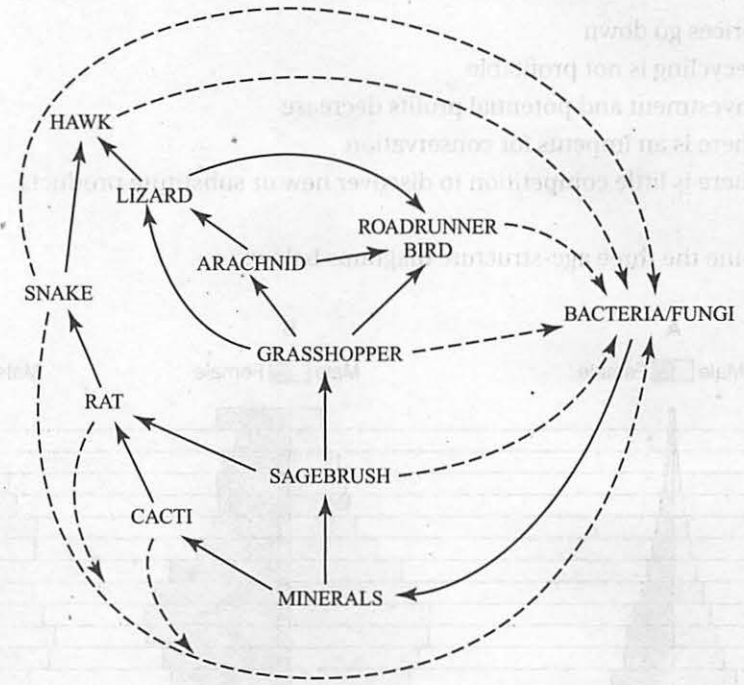 HAWK
LIZARD
ROADRUNNER
BIRD
ARACHNID
SNAKE
BACTERIA/FUNGI
GRASSHOPPER
RAT
SAGEBRUSH
CACTI
MINERALS